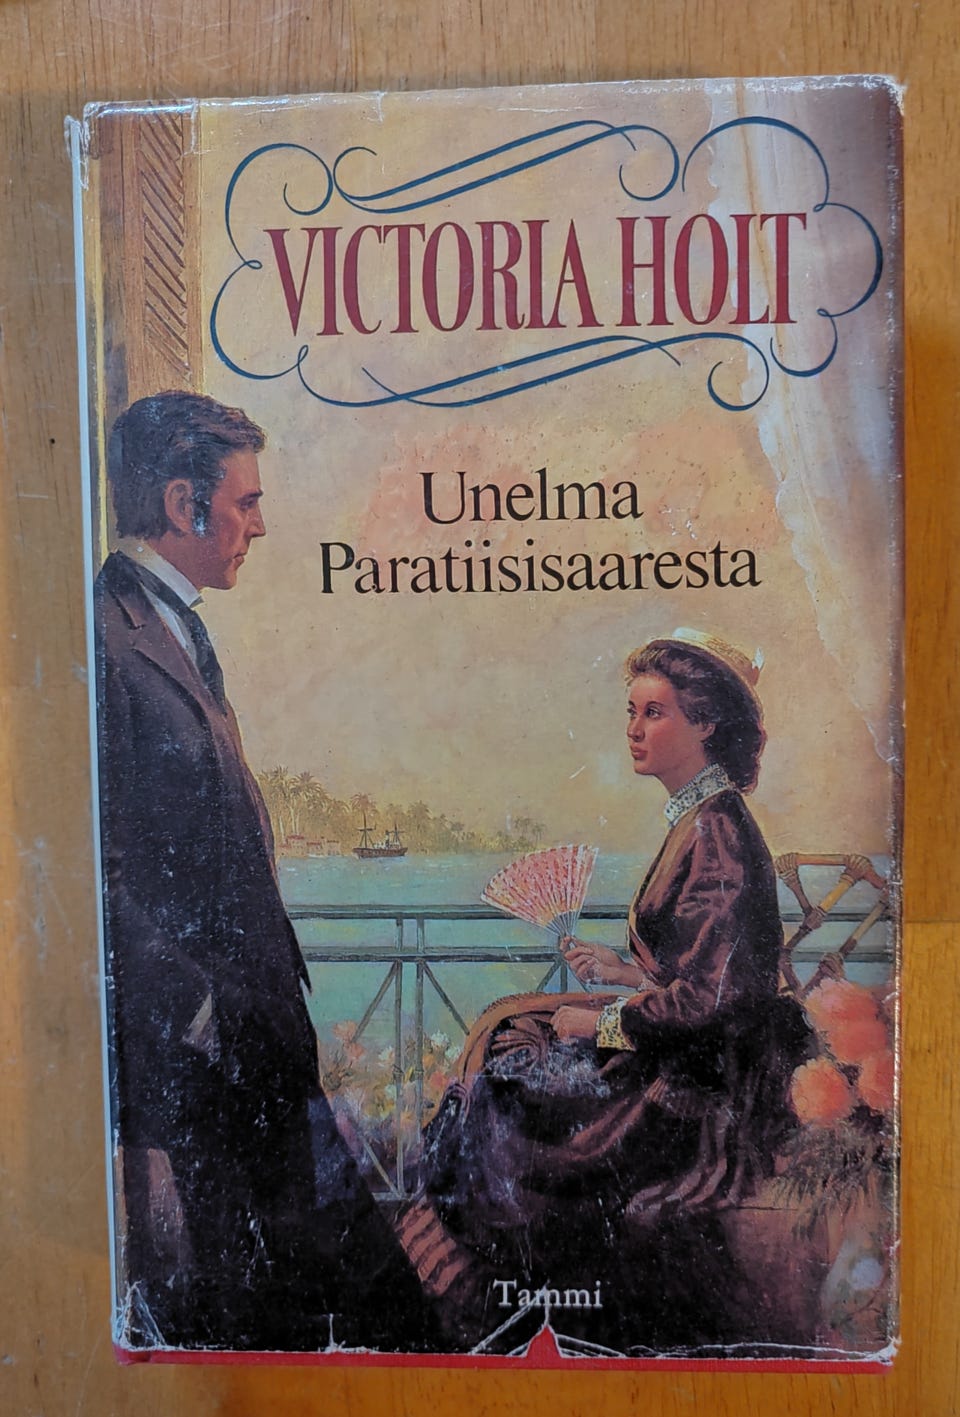 VICTORIA HOLT
Unelma
Paratiisisaaresta
Tammi